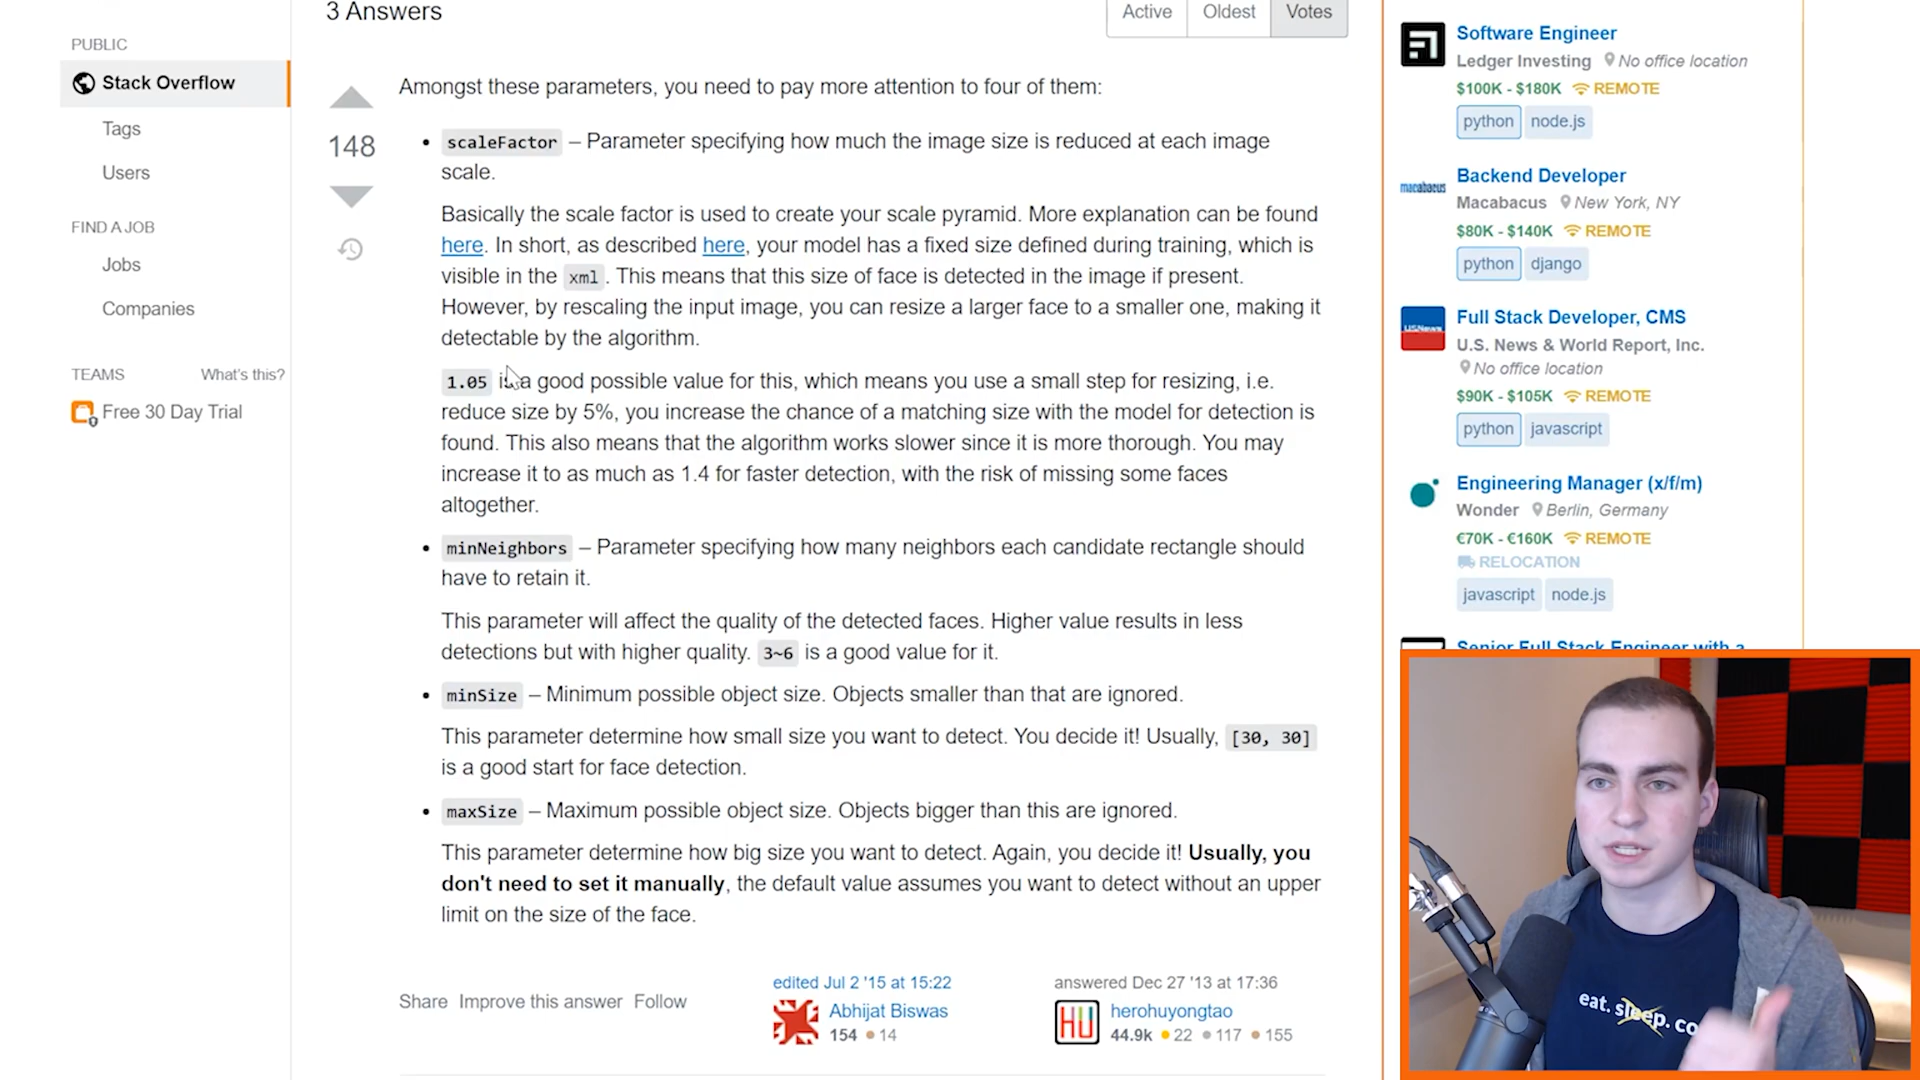 3 Answers
Active Oldest Votes
PUBLIC
Stack Overflow
Tags
Users
FIND A JOB
Jobs
Companies
TEAMS What's this?
Free 30 Day Trial
148
Amongst these parameters, you need to pay more attention to four of them:
• scaleFactor – Parameter specifying how much the image size is reduced at each image
scale.
Basically the scale factor is used to create your scale pyramid. More explanation can be found
here. In short, as described here, your model has a fixed size defined during training, which is
visible in the xml. This means that this size of face is detected in the image if present.
However, by rescaling the input image, you can resize a larger face to a smaller one, making it
detectable by the algorithm.
1.05 is a good possible value for this, which means you use a small step for resizing, i.e.
reduce size by 5%, you increase the chance of a matching size with the model for detection is
found. This also means that the algorithm works slower since it is more thorough. You may
increase it to as much as 1.4 for faster detection, with the risk of missing some faces
altogether.
• minNeighbors – Parameter specifying how many neighbors each candidate rectangle should
have to retain it.
This parameter will affect the quality of the detected faces. Higher value results in less
detections but with higher quality. 3~6 is a good value for it.
• minSize – Minimum possible object size. Objects smaller than that are ignored.
This parameter determine how small size you want to detect. You decide it! Usually, [30, 30]
is a good start for face detection.
• maxSize – Maximum possible object size. Objects bigger than this are ignored.
This parameter determine how big size you want to detect. Again, you decide it! Usually, you
don't need to set it manually, the default value assumes you want to detect without an upper
limit on the size of the face.
Share Improve this answer Follow
edited Jul 2 '15 at 15:22
Abhijat Biswas
154 • 14
answered Dec 27 '13 at 17:36
HU
herohuyongtao
44.9k • 22 • 117 • 155
Software Engineer
Ledger Investing No office location
$100K - $180K REMOTE
python node.js
macabacus
Backend Developer
Macabacus New York, NY
$80K - $140K REMOTE
python django
U.S.News
Full Stack Developer, CMS
U.S. News & World Report, Inc.
No office location
$90K - $105K REMOTE
python javascript
Engineering Manager (x/f/m)
Wonder Berlin, Germany
€70K - €160K REMOTE
RELOCATION
javascript node.js
Senior Full Stack Engineer with a
eat. sleep. co